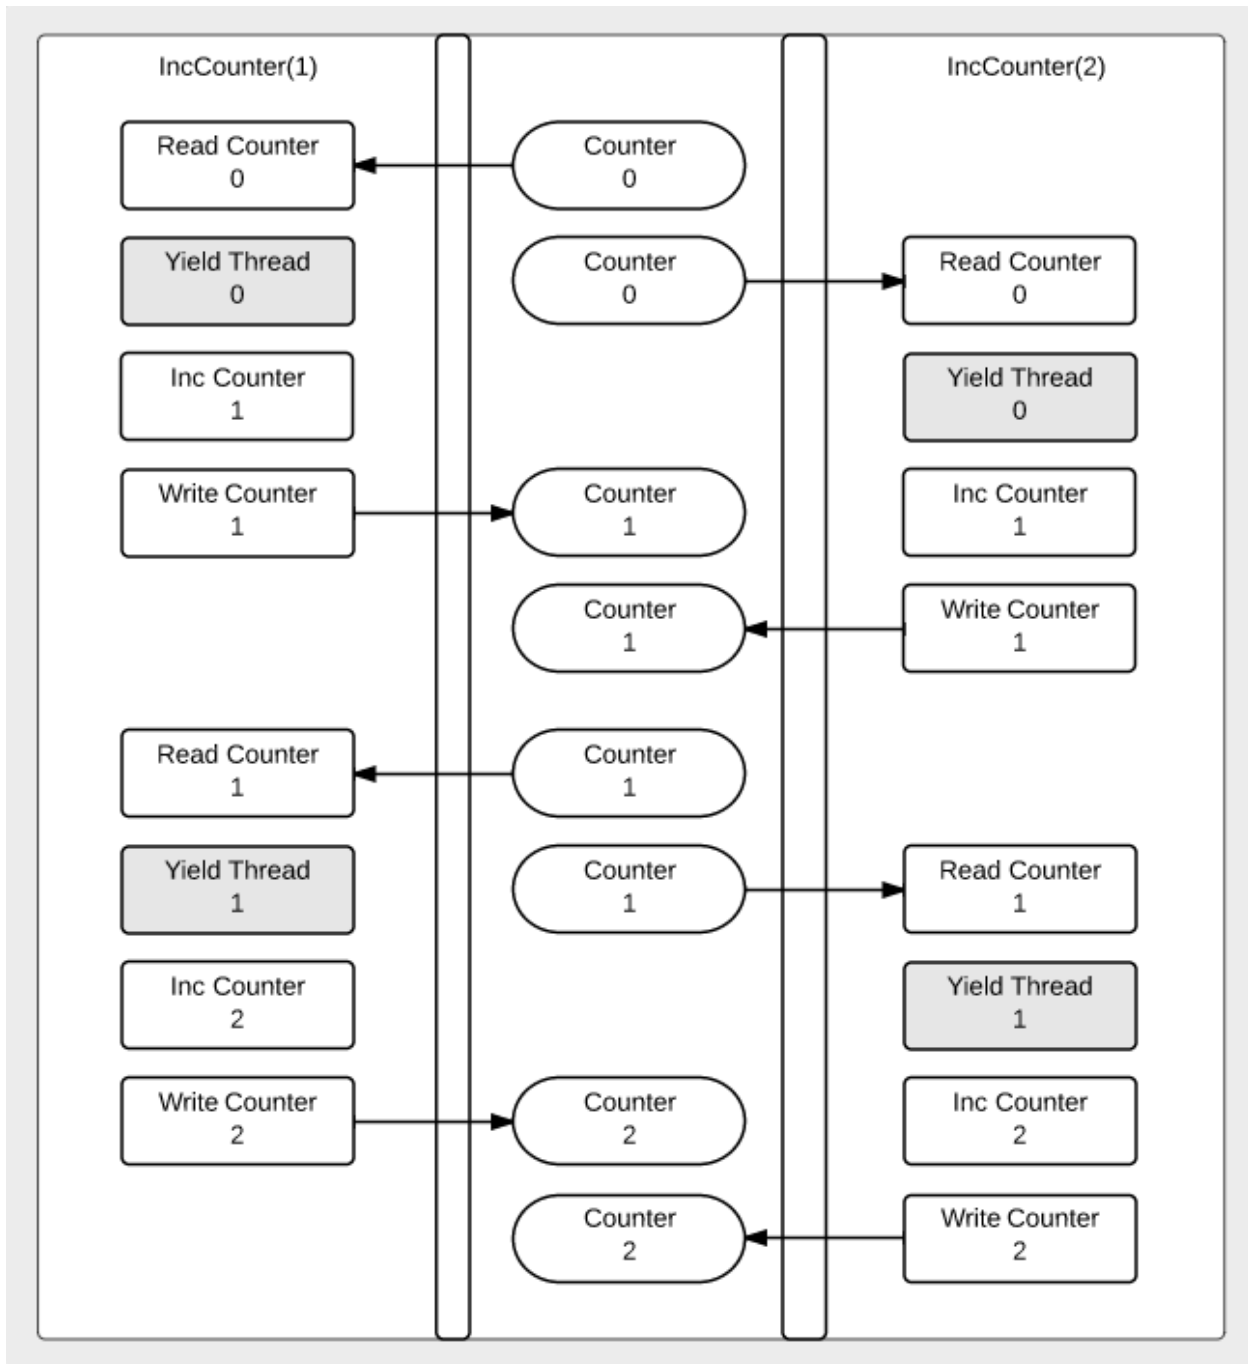 IncCounter(1)
IncCounter(2)
Read Counter
0
Counter
0
Yield Thread
0
Counter
0
Read Counter
0
Inc Counter
1
Yield Thread
0
Write Counter
1
Counter
1
Inc Counter
1
Counter
1
Write Counter
1
Read Counter
1
Counter
1
Yield Thread
1
Counter
1
Read Counter
1
Inc Counter
2
Yield Thread
1
Write Counter
2
Counter
2
Inc Counter
2
Counter
2
Write Counter
2